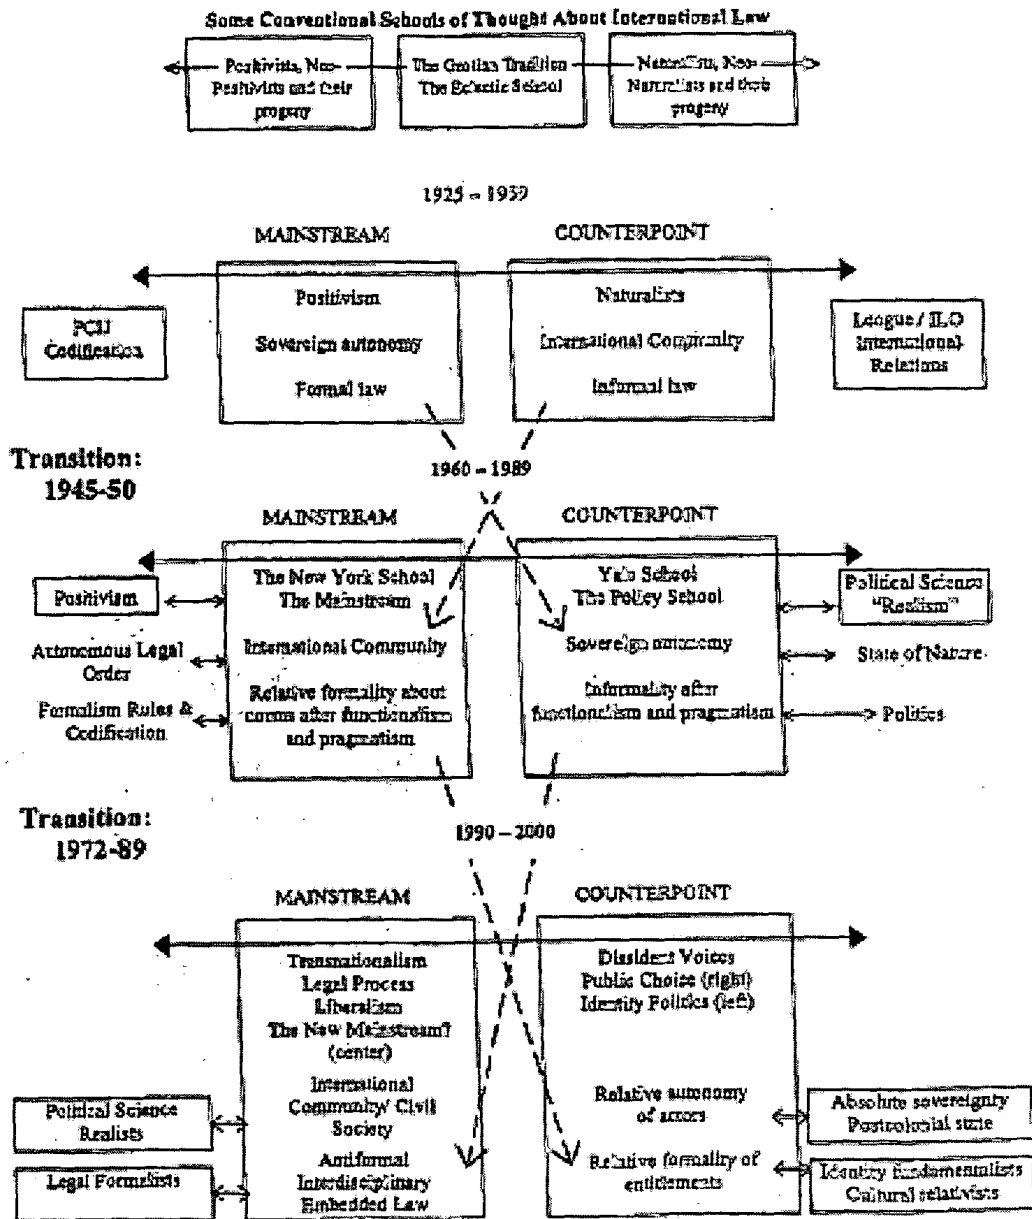 Some Conventional Schools of Thought About International Law
Positivists, Neo-
Positivists and their
progeny
The Grotian Tradition
The Eclectic School
Naturalists, Neo-
Naturalists and their
progeny
1925 – 1939
MAINSTREAM
COUNTERPOINT
PCIJ
Codification
Positivism
Sovereign autonomy
Formal law
Naturalists
International Community
Informal law
League / ILO
International
Relations
Transition:
1945-50
1960 – 1989
MAINSTREAM
COUNTERPOINT
Positivism
Autonomous Legal
Order
Formalism Rules &
Codification
The New York School
The Mainstream
International Community
Relative formality about
norms after functionalism
and pragmatism
Yale School
The Policy School
Sovereign autonomy
Informality after
functionalism and pragmatism
Political Science
"Realism"
State of Nature
Politics
Transition:
1972-89
1990 – 2000
MAINSTREAM
COUNTERPOINT
Transnationalism
Legal Process
Liberalism
The New Mainstream?
(center)
International
Community/ Civil
Society
Antiformal
Interdisciplinary
Embedded Law
Dissident Voices
Public Choice (right)
Identity Politics (left)
Relative autonomy
of actors
Relative formality of
entitlements
Political Science
Realists
Legal Formalists
Absolute sovereignty
Postcolonial state
Identity fundamentalists
Cultural relativists